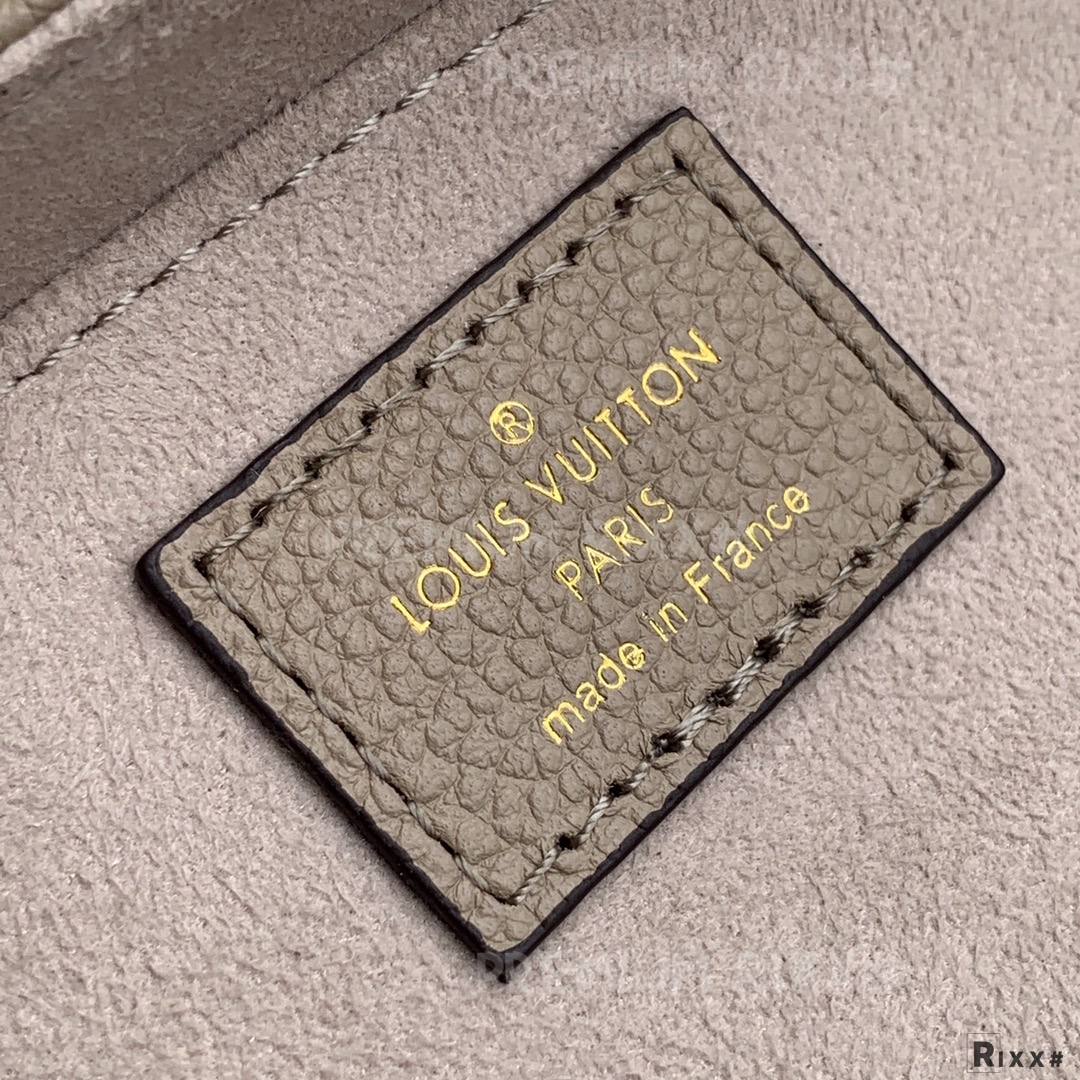 ®
LOUIS VUITTON
PARIS
made in France
Rixx#